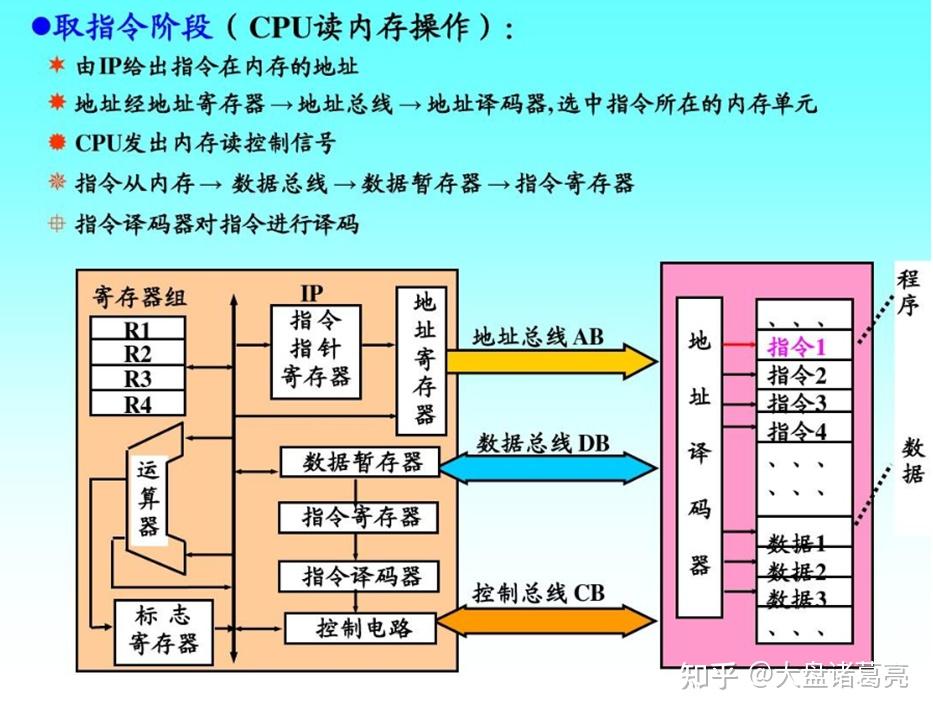 ●取指令阶段（CPU读内存操作）：
由IP给出指令在内存的地址
地址经地址寄存器→地址总线→地址译码器,选中指令所在的内存单元
CPU发出内存读控制信号
指令从内存→ 数据总线→数据暂存器→指令寄存器
指令译码器对指令进行译码
寄存器组
R1
R2
R3
R4
运算器
标 志
寄存器
IP
指令
指针
寄存器
地址寄存器
数据暂存器
指令寄存器
指令译码器
控制电路
地址总线 AB
数据总线 DB
控制总线 CB
地址译码器
、、、
指令1
指令2
指令3
指令4
、、、
、、、
数据1
数据2
数据3
、、、
程序
数据
知乎 @大盘诸葛亮